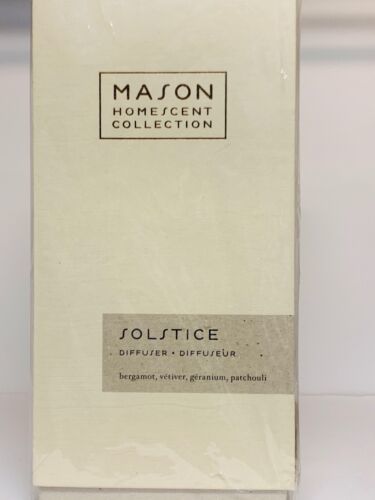 MASON
HOMESCENT
COLLECTION
SOLSTICE
DIFFUSER • DIFFUSEUR
bergamot, vétiver, géranium, patchouli